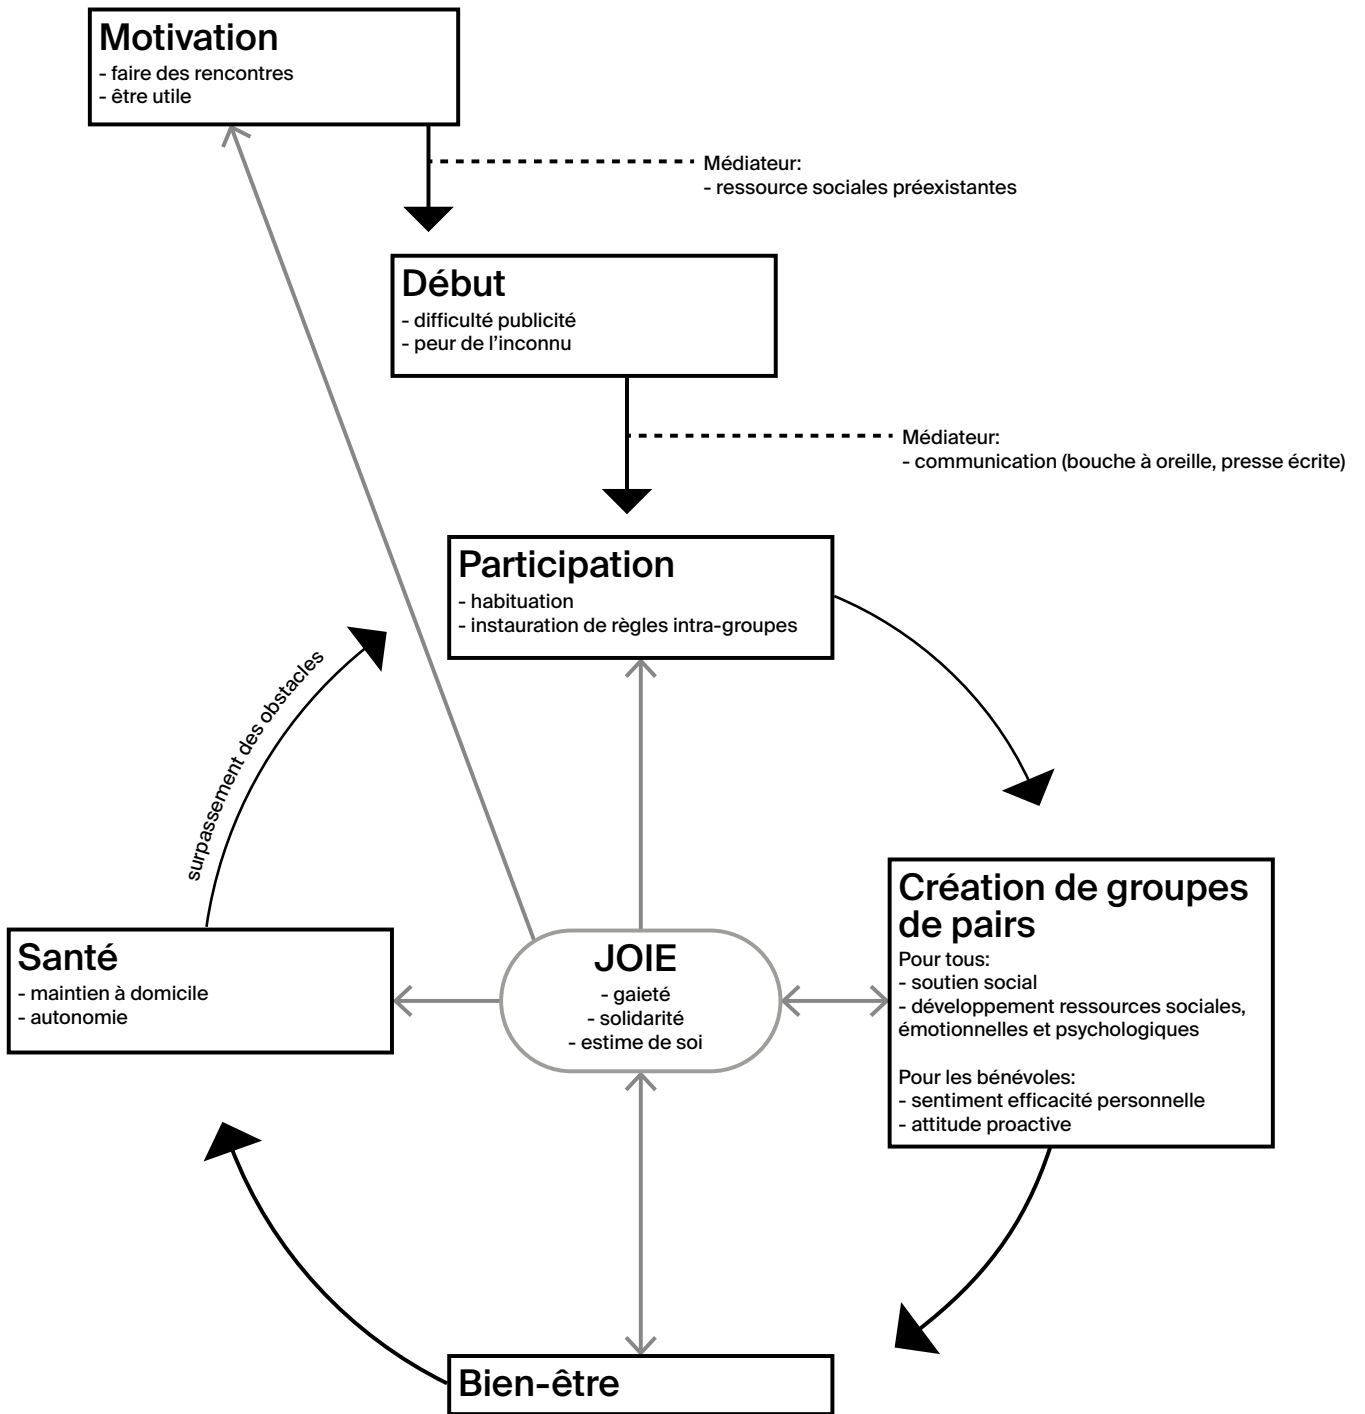 Motivation
- faire des rencontres
- être utile
Médiateur:
- ressource sociales préexistantes
Début
- difficulté publicité
- peur de l'inconnu
Médiateur:
- communication (bouche à oreille, presse écrite)
Participation
- habituation
- instauration de règles intra-groupes
surpassement des obstacles
Création de groupes
de pairs
Pour tous:
- soutien social
- développement ressources sociales,
émotionnelles et psychologiques
Pour les bénévoles:
- sentiment efficacité personnelle
- attitude proactive
Santé
- maintien à domicile
- autonomie
JOIE
- gaieté
- solidarité
- estime de soi
Bien-être